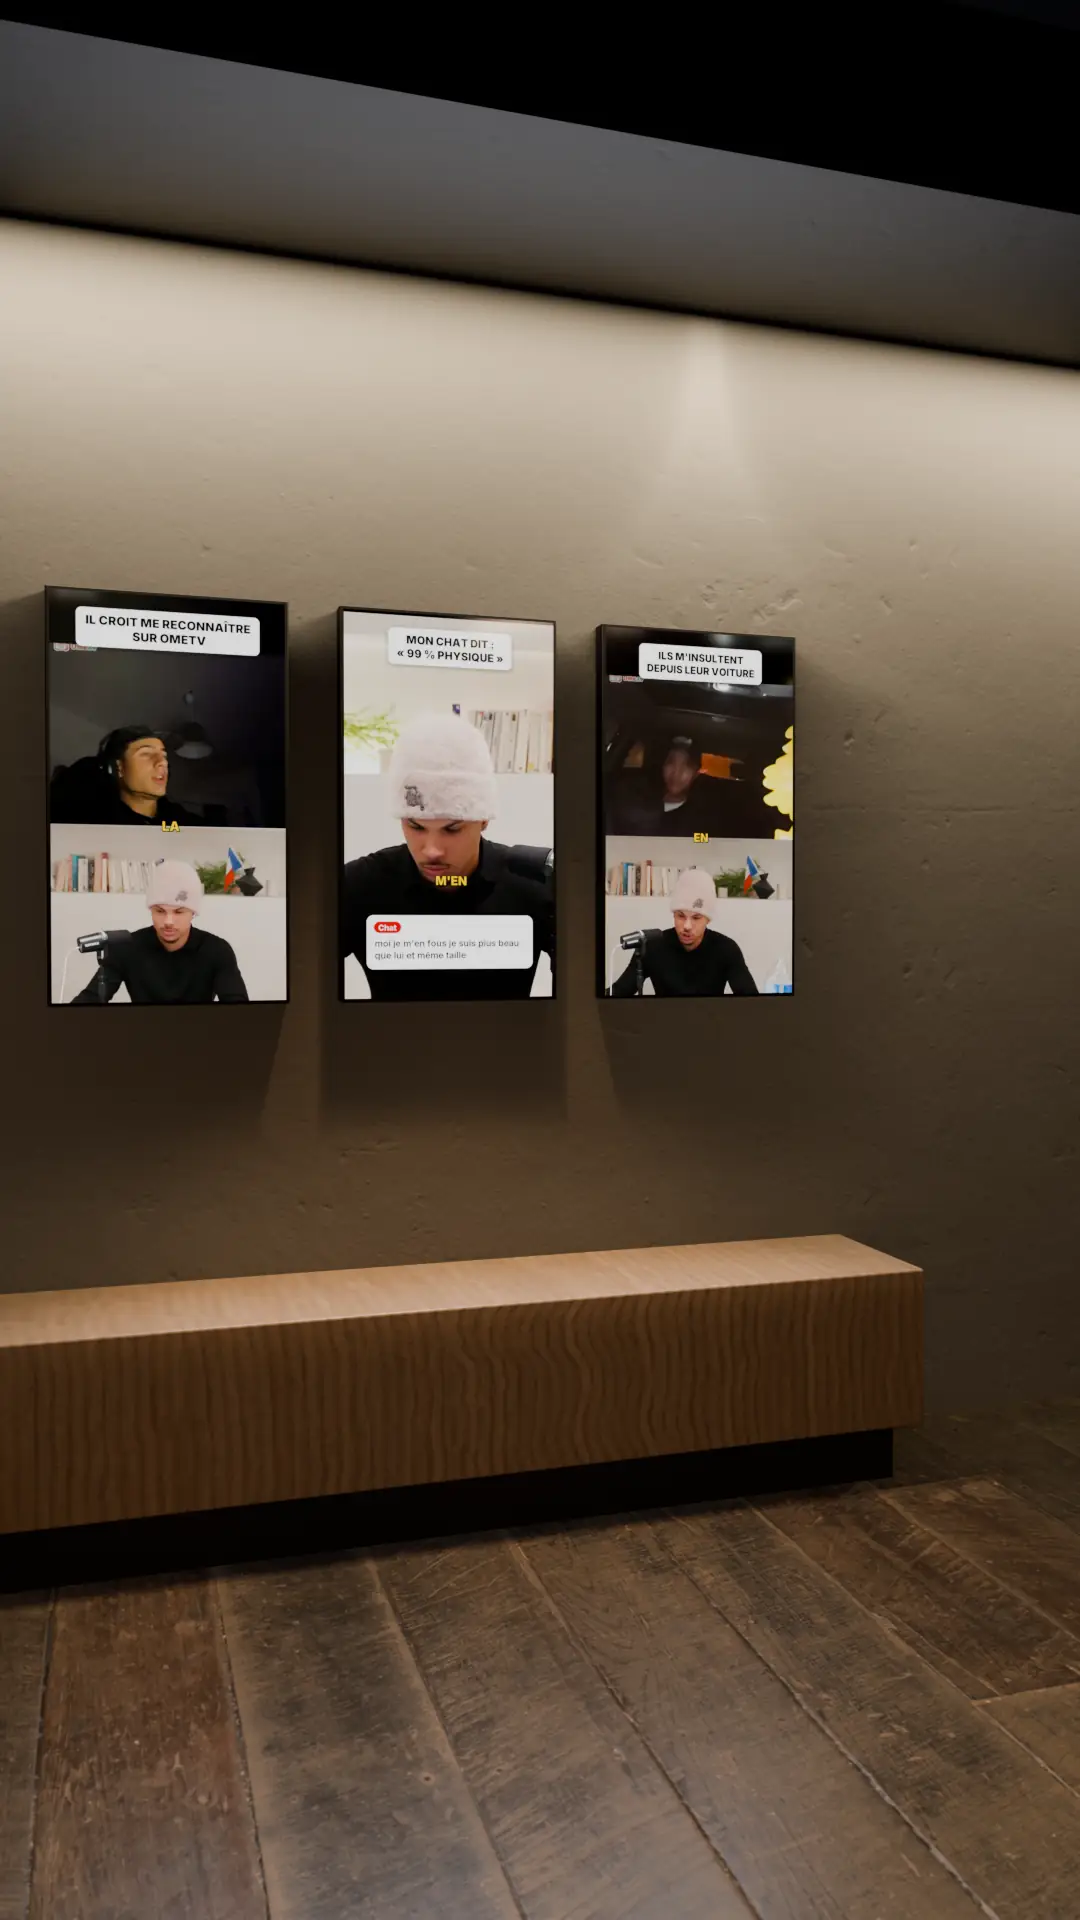 IL CROIT ME RECONNAÎTRE
SUR OMETV
LA
MON CHAT DIT :
« 99 % PHYSIQUE »
M'EN
Chat
moi je m'en fous je suis plus beau
que lui et même taille
ILS M'INSULTENT
DEPUIS LEUR VOITURE
EN